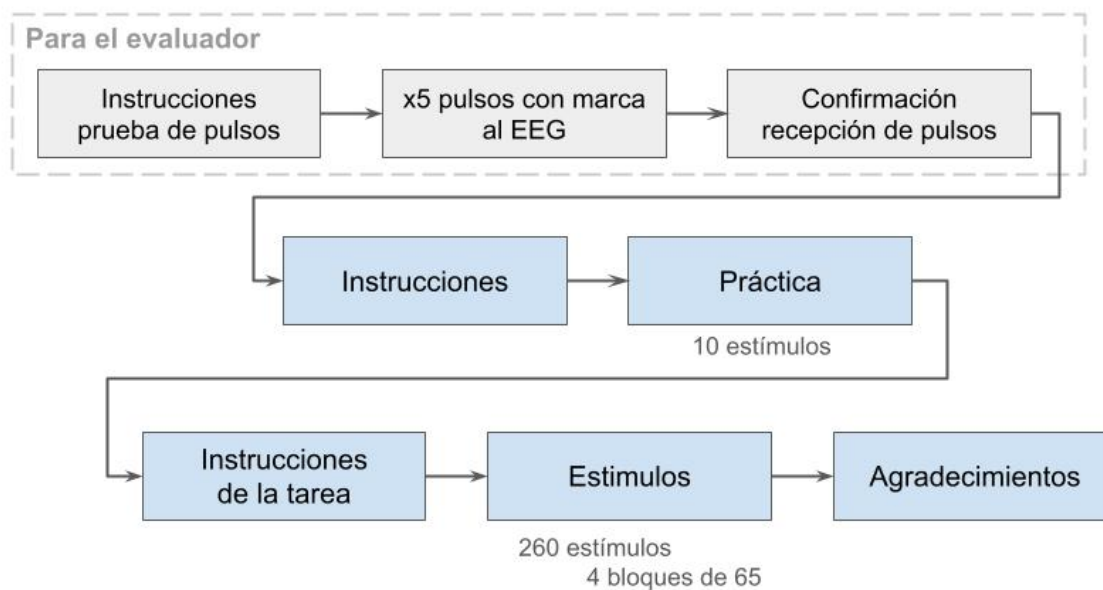 Para el evaluador
Instrucciones
prueba de pulsos
x5 pulsos con marca
al EEG
Confirmación
recepción de pulsos
Instrucciones
Práctica
10 estímulos
Instrucciones
de la tarea
Estimulos
Agradecimientos
260 estímulos
4 bloques de 65